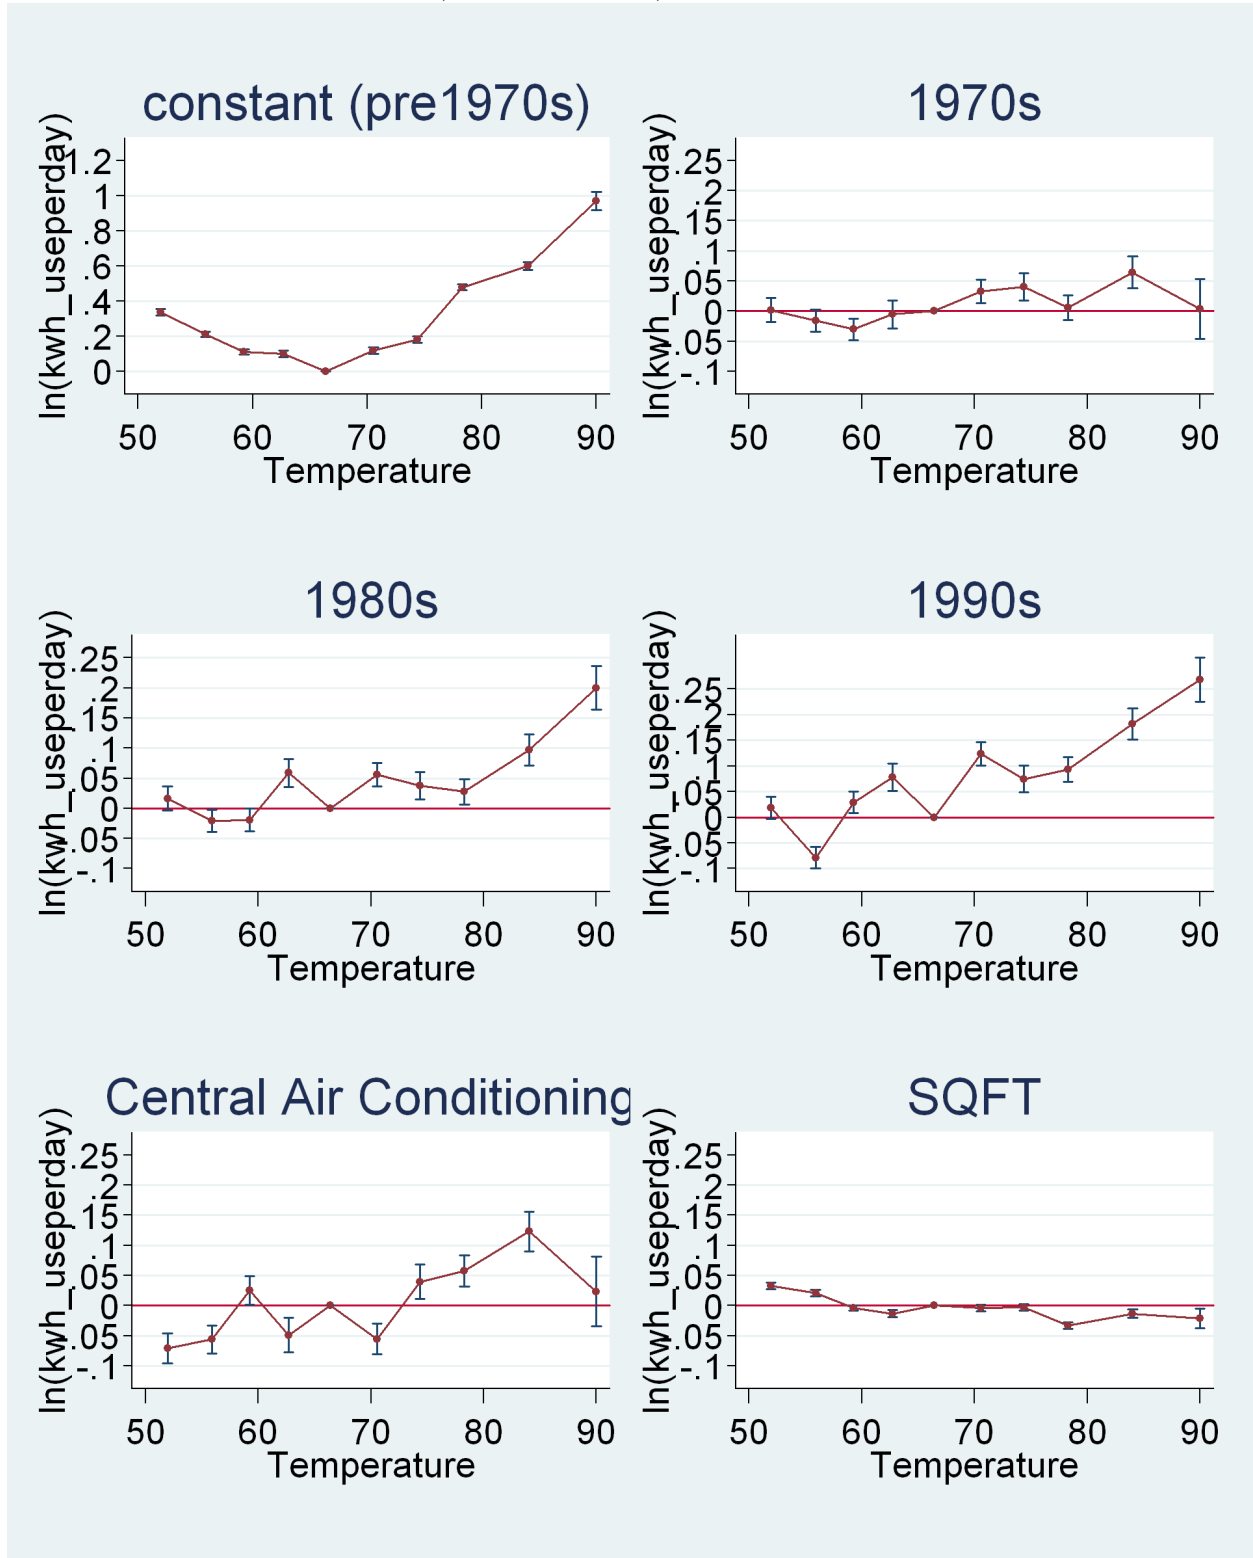 constant (pre1970s)
ln(kwh_useperday)
1.2
1
.8
.6
.4
.2
0
50 60 70 80 90
Temperature
1970s
ln(kwh_useperday)
.25
.2
.15
.1
.05
0
-.05
-.1
50 60 70 80 90
Temperature
1980s
ln(kwh_useperday)
.25
.2
.15
.1
.05
0
-.05
-.1
50 60 70 80 90
Temperature
1990s
ln(kwh_useperday)
.25
.2
.15
.1
.05
0
-.05
-.1
50 60 70 80 90
Temperature
Central Air Conditioning
ln(kwh_useperday)
.25
.2
.15
.1
.05
0
-.05
-.1
50 60 70 80 90
Temperature
SQFT
ln(kwh_useperday)
.25
.2
.15
.1
.05
0
-.05
-.1
50 60 70 80 90
Temperature